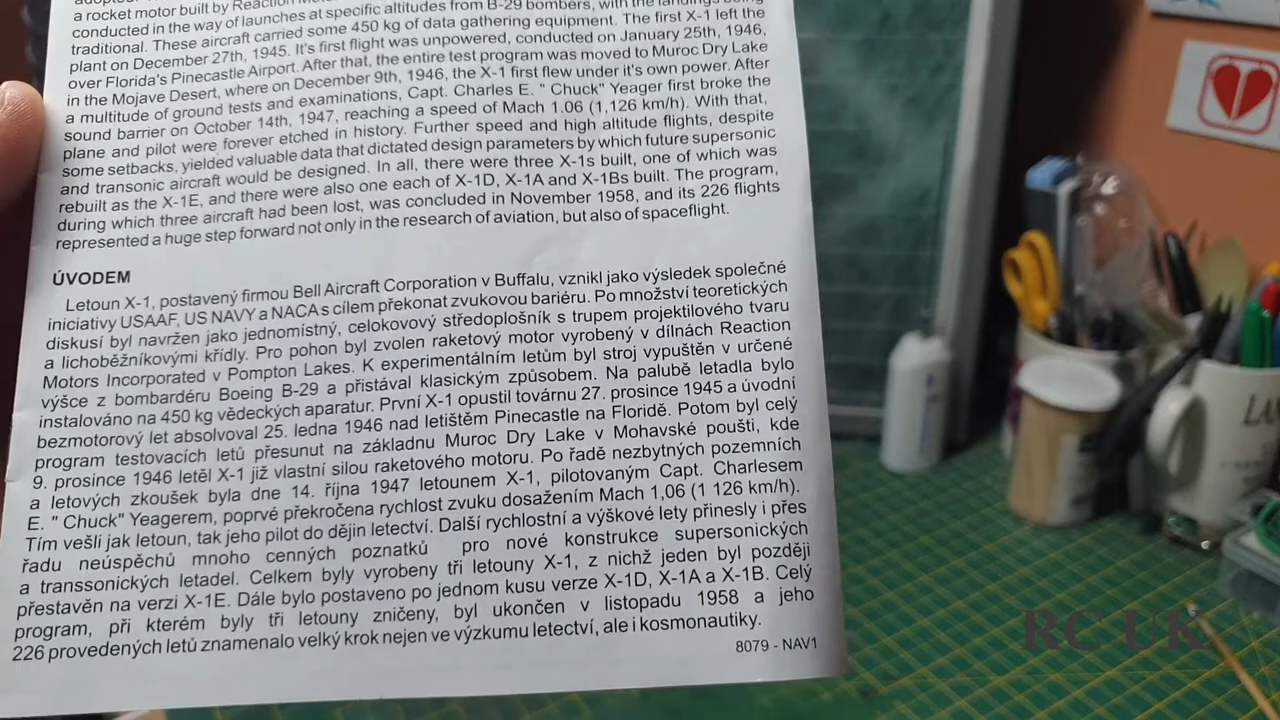 a rocket motor built by Reaction
conducted in the way of launches at specific altitudes from B-29 bombers, with the landings being
traditional. These aircraft carried some 450 kg of data gathering equipment. The first X-1 left the
plant on December 27th, 1945. It's first flight was unpowered, conducted on January 25th, 1946,
over Florida's Pinecastle Airport. After that, the entire test program was moved to Muroc Dry Lake
in the Mojave Desert, where on December 9th, 1946, the X-1 first flew under it's own power. After
a multitude of ground tests and examinations, Capt. Charles E. " Chuck" Yeager first broke the
sound barrier on October 14th, 1947, reaching a speed of Mach 1.06 (1,126 km/h). With that,
plane and pilot were forever etched in history. Further speed and high altitude flights, despite
some setbacks, yielded valuable data that dictated design parameters by which future supersonic
and transonic aircraft would be designed. In all, there were three X-1s built, one of which was
rebuilt as the X-1E, and there were also one each of X-1D, X-1A and X-1Bs built. The program,
during which three aircraft had been lost, was concluded in November 1958, and its 226 flights
represented a huge step forward not only in the research of aviation, but also of spaceflight.
ÚVODEM
Letoun X-1, postavený firmou Bell Aircraft Corporation v Buffalu, vznikl jako výsledek společné
iniciativy USAAF, US NAVY a NACA s cílem překonat zvukovou bariéru. Po množství teoretických
diskusí byl navržen jako jednomístný, celokovový středoplošník s trupem projektilového tvaru
a lichoběžníkovými křídly. Pro pohon byl zvolen raketový motor vyrobený v dílnách Reaction
Motors Incorporated v Pompton Lakes. K experimentálním letům byl stroj vypuštěn v určené
výšce z bombardéru Boeing B-29 a přistával klasickým způsobem. Na palubě letadla bylo
instalováno na 450 kg vědeckých aparatur. První X-1 opustil továrnu 27. prosince 1945 a úvodní
bezmotorový let absolvoval 25. ledna 1946 nad letištěm Pinecastle na Floridě. Potom byl celý
program testovacích letů přesunut na základnu Muroc Dry Lake v Mohavské poušti, kde
9. prosince 1946 letěl X-1 již vlastní silou raketového motoru. Po řadě nezbytných pozemních
a letových zkoušek byla dne 14. října 1947 letounem X-1, pilotovaným Capt. Charlesem
E. " Chuck" Yeagerem, poprvé překročena rychlost zvuku dosažením Mach 1,06 (1 126 km/h).
Tím vešli jak letoun, tak jeho pilot do dějin letectví. Další rychlostní a výškové lety přinesly i přes
řadu neúspěchů mnoho cenných poznatků pro nové konstrukce supersonických
a transsonických letadel. Celkem byly vyrobeny tři letouny X-1, z nichž jeden byl později
přestavěn na verzi X-1E. Dále bylo postaveno po jednom kusu verze X-1D, X-1A a X-1B. Celý
program, při kterém byly tři letouny zničeny, byl ukončen v listopadu 1958 a jeho
226 provedených letů znamenalo velký krok nejen ve výzkumu letectví, ale i kosmonautiky.
8079 - NAV1
RC UK